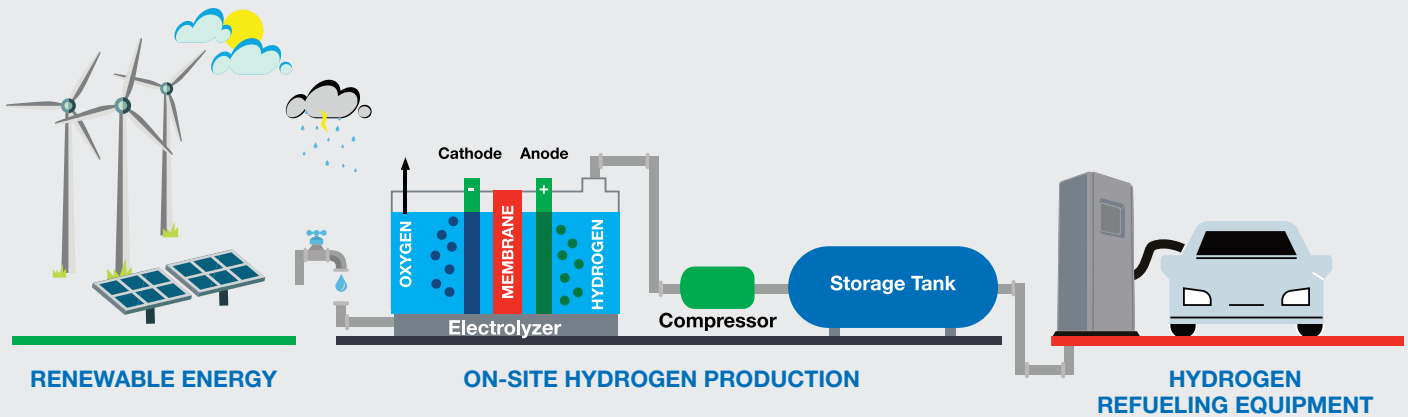 Cathode
Anode
-
+
OXYGEN
MEMBRANE
HYDROGEN
Electrolyzer
Compressor
Storage Tank
RENEWABLE ENERGY
ON-SITE HYDROGEN PRODUCTION
HYDROGEN
REFUELING EQUIPMENT